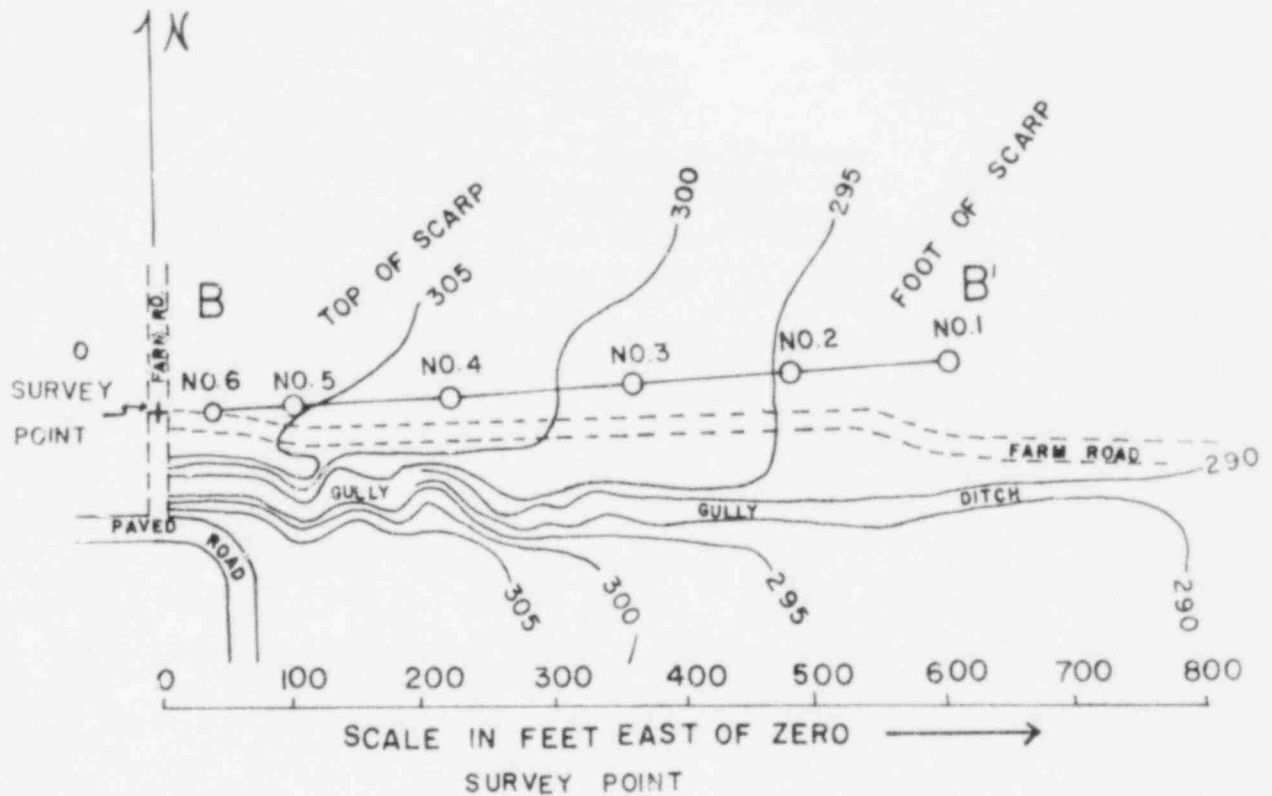 N
TOP OF SCARP
305
300
295
FOOT OF SCARP
B
B'
FARM RD
0
SURVEY
POINT
NO.6
NO.5
NO.4
NO.3
NO.2
NO.1
FARM ROAD
290
GULLY
GULLY
DITCH
PAVED
ROAD
305
300
295
290
0 100 200 300 400 500 600 700 800
SCALE IN FEET EAST OF ZERO
SURVEY POINT